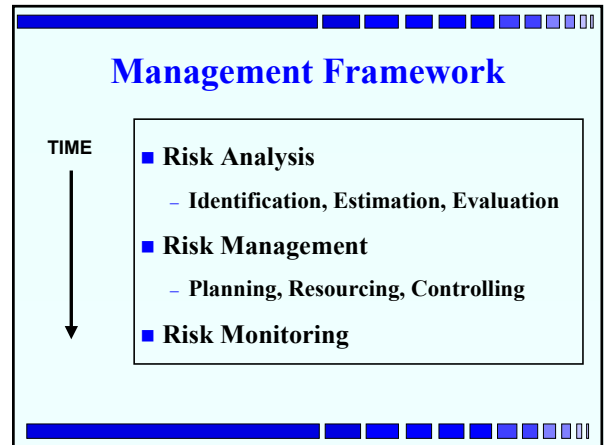 Management Framework
TIME
Risk Analysis
– Identification, Estimation, Evaluation
Risk Management
– Planning, Resourcing, Controlling
Risk Monitoring